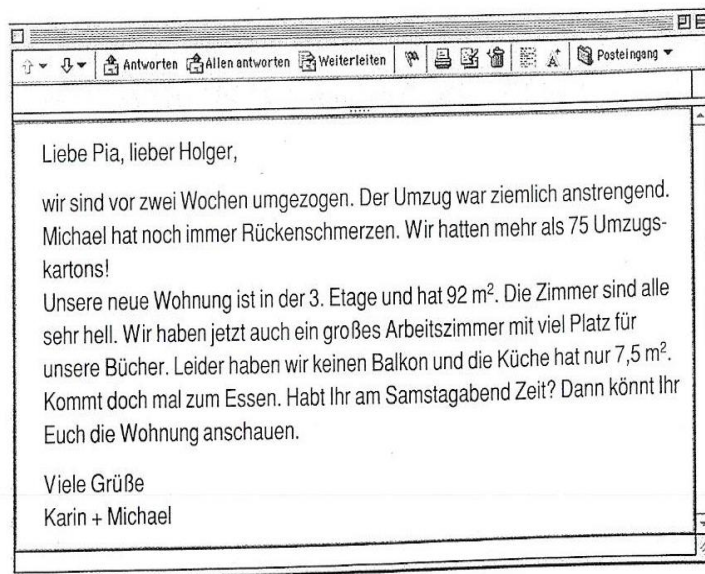 Antworten Allen antworten Weiterleiten Posteingang
Liebe Pia, lieber Holger,
wir sind vor zwei Wochen umgezogen. Der Umzug war ziemlich anstrengend.
Michael hat noch immer Rückenschmerzen. Wir hatten mehr als 75 Umzugs-
kartons!
Unsere neue Wohnung ist in der 3. Etage und hat 92 m². Die Zimmer sind alle
sehr hell. Wir haben jetzt auch ein großes Arbeitszimmer mit viel Platz für
unsere Bücher. Leider haben wir keinen Balkon und die Küche hat nur 7,5 m².
Kommt doch mal zum Essen. Habt Ihr am Samstagabend Zeit? Dann könnt Ihr
Euch die Wohnung anschauen.
Viele Grüße
Karin + Michael